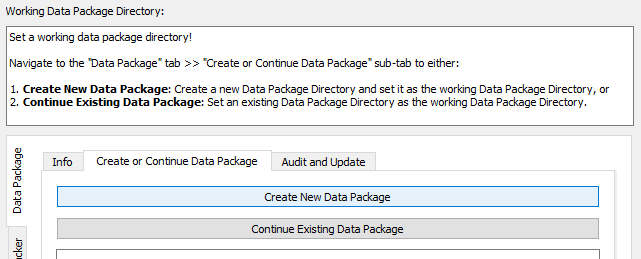 Working Data Package Directory:
Set a working data package directory!
Navigate to the "Data Package" tab >> "Create or Continue Data Package" sub-tab to either:
1. Create New Data Package: Create a new Data Package Directory and set it as the working Data Package Directory, or
2. Continue Existing Data Package: Set an existing Data Package Directory as the working Data Package Directory.
Data Package
Info
Create or Continue Data Package
Audit and Update
Create New Data Package
Continue Existing Data Package